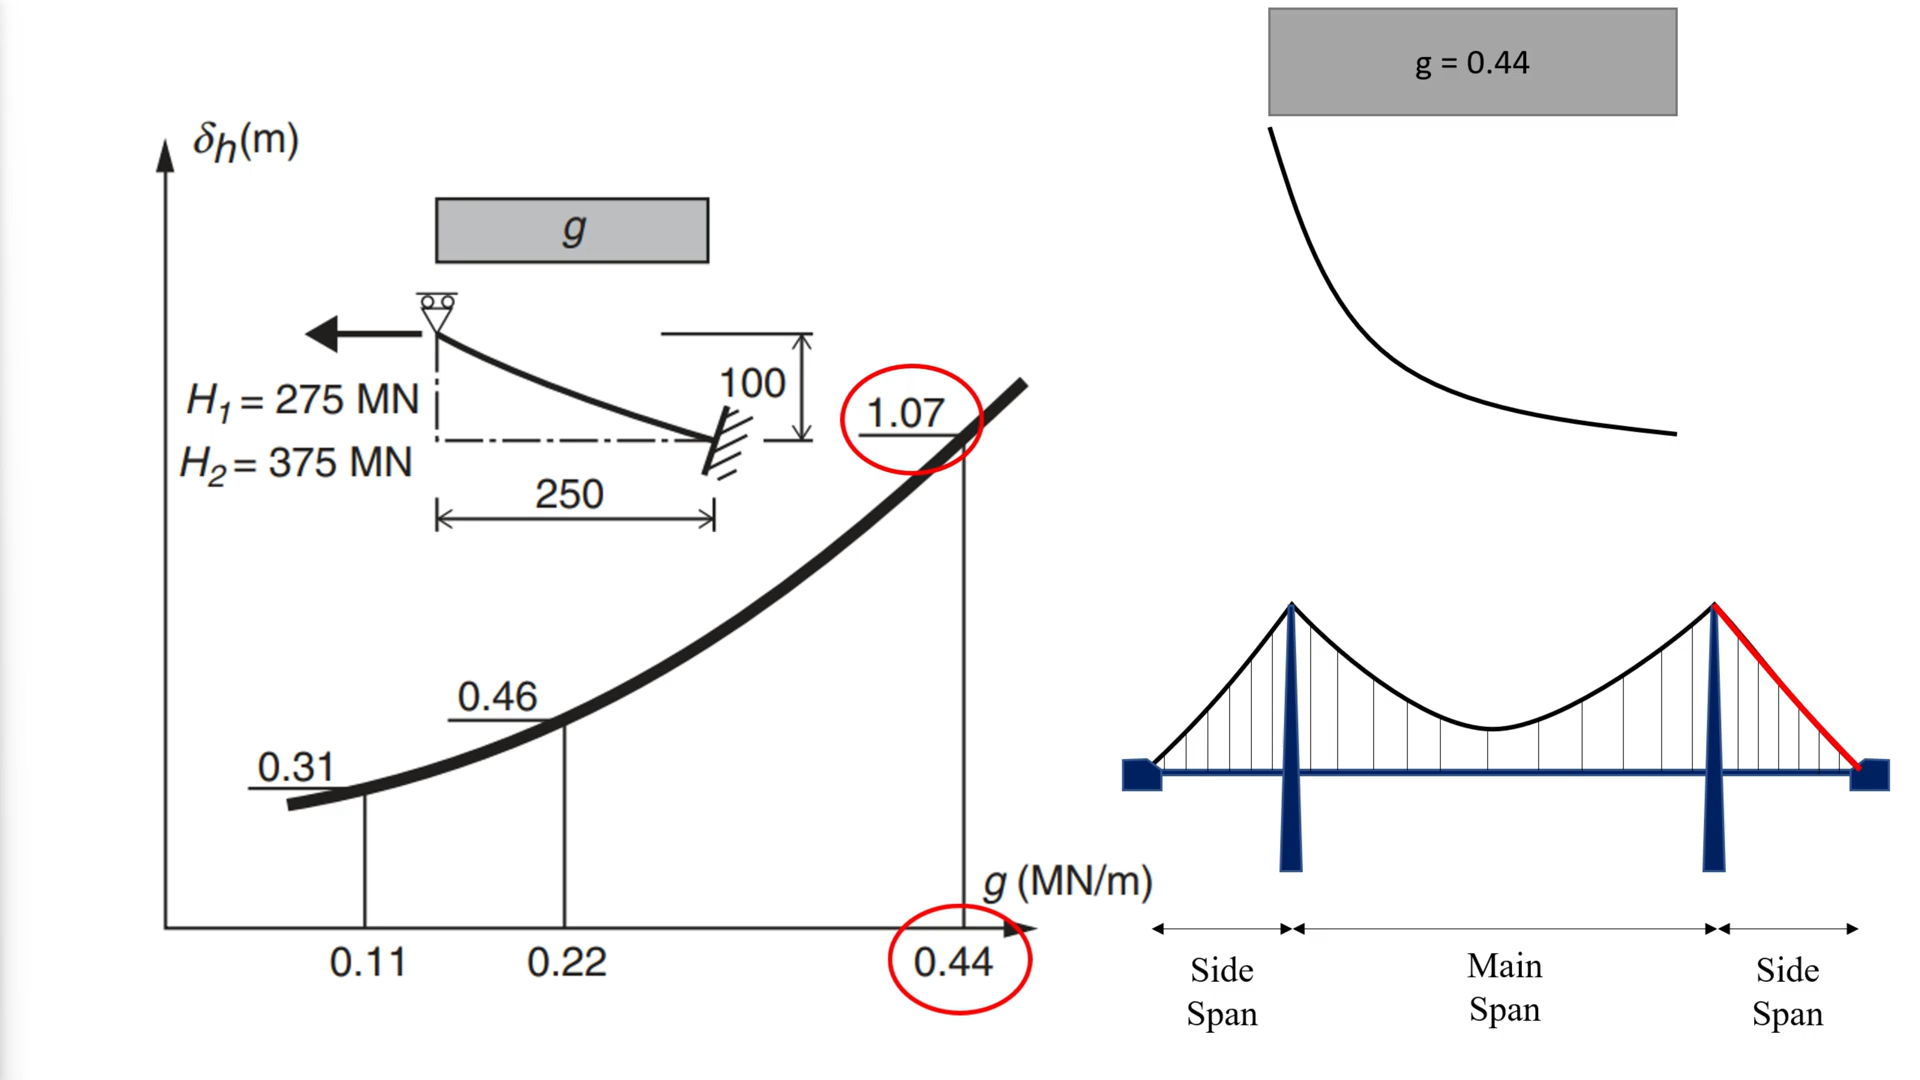 δh(m)
g
H1 = 275 MN
H2 = 375 MN
100
250
1.07
0.46
0.31
g (MN/m)
0.11
0.22
0.44
g = 0.44
Side
Span
Main
Span
Side
Span